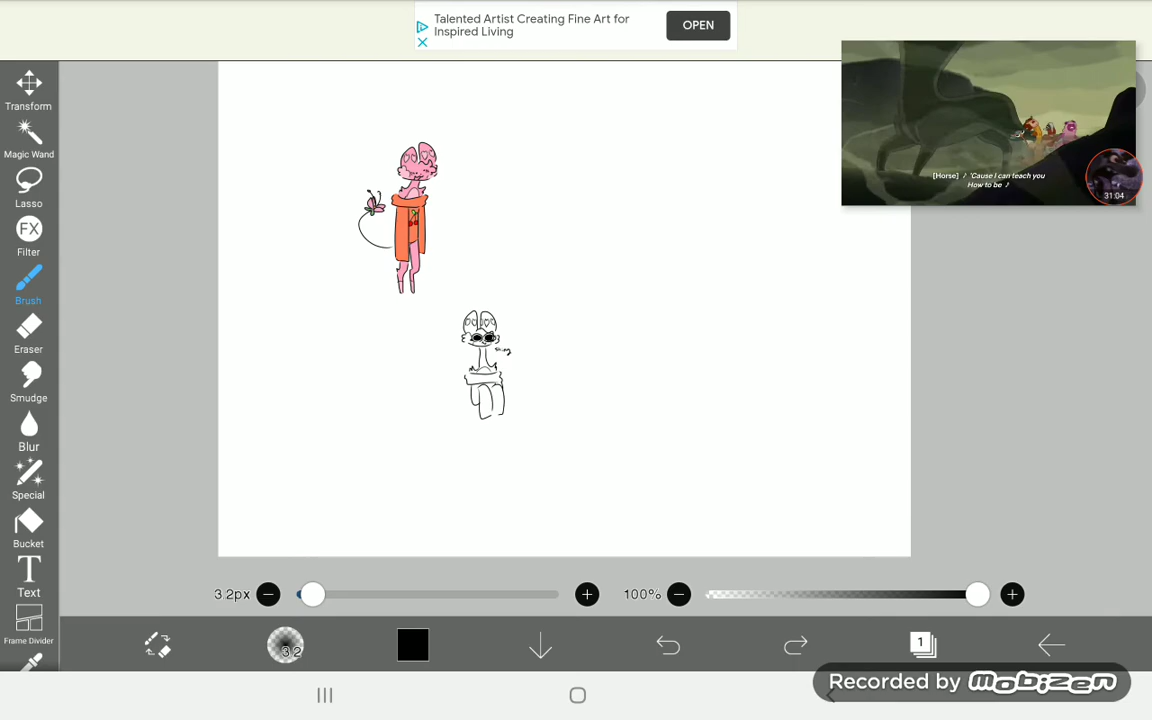 Talented Artist Creating Fine Art for
Inspired Living
OPEN
Transform
Magic Wand
Lasso
FX
Filter
Brush
Eraser
Smudge
Blur
Special
Bucket
T
Text
Frame Divider
[Horse] ♪ 'Cause I can teach you
How to be ♪
31:04
3.2px
100%
3.2
1
Recorded by mobizen